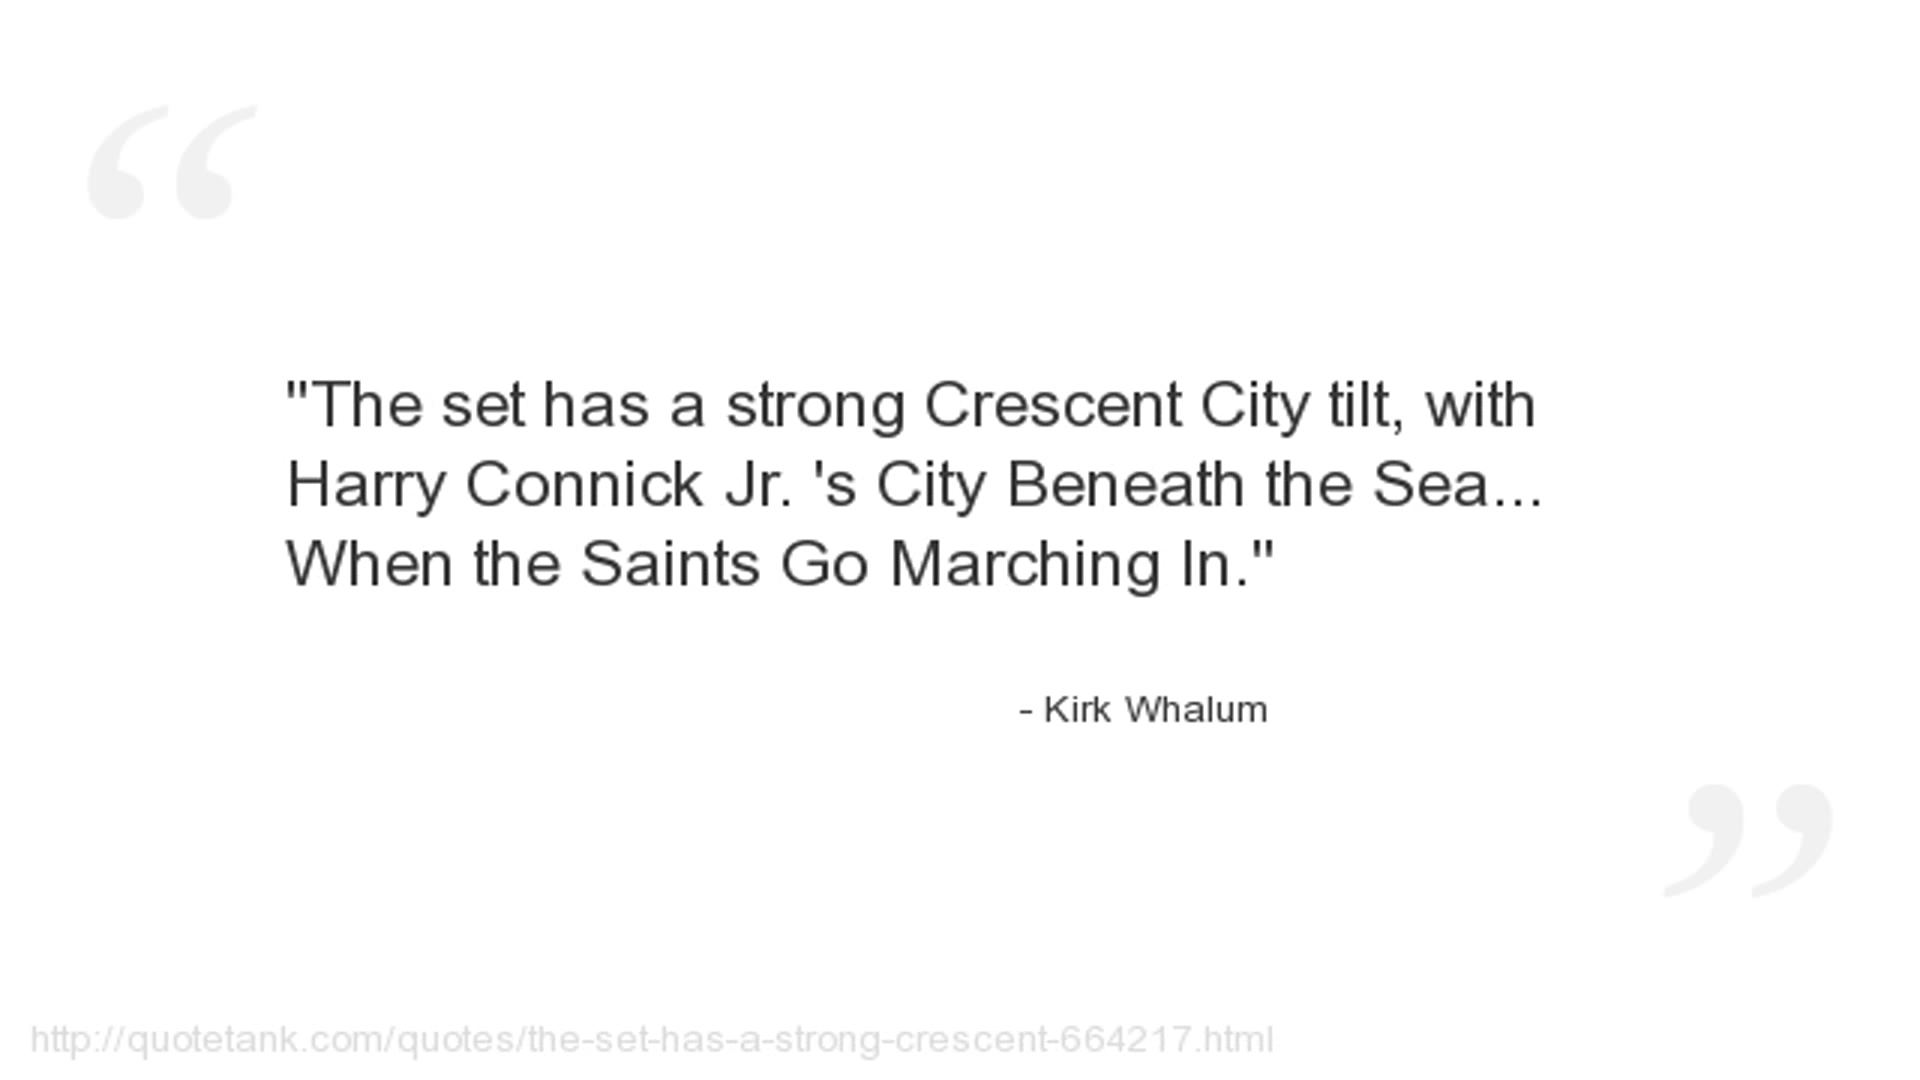 "The set has a strong Crescent City tilt, with
Harry Connick Jr. 's City Beneath the Sea...
When the Saints Go Marching In."
- Kirk Whalum
http://quotetank.com/quotes/the-set-has-a-strong-crescent-664217.html